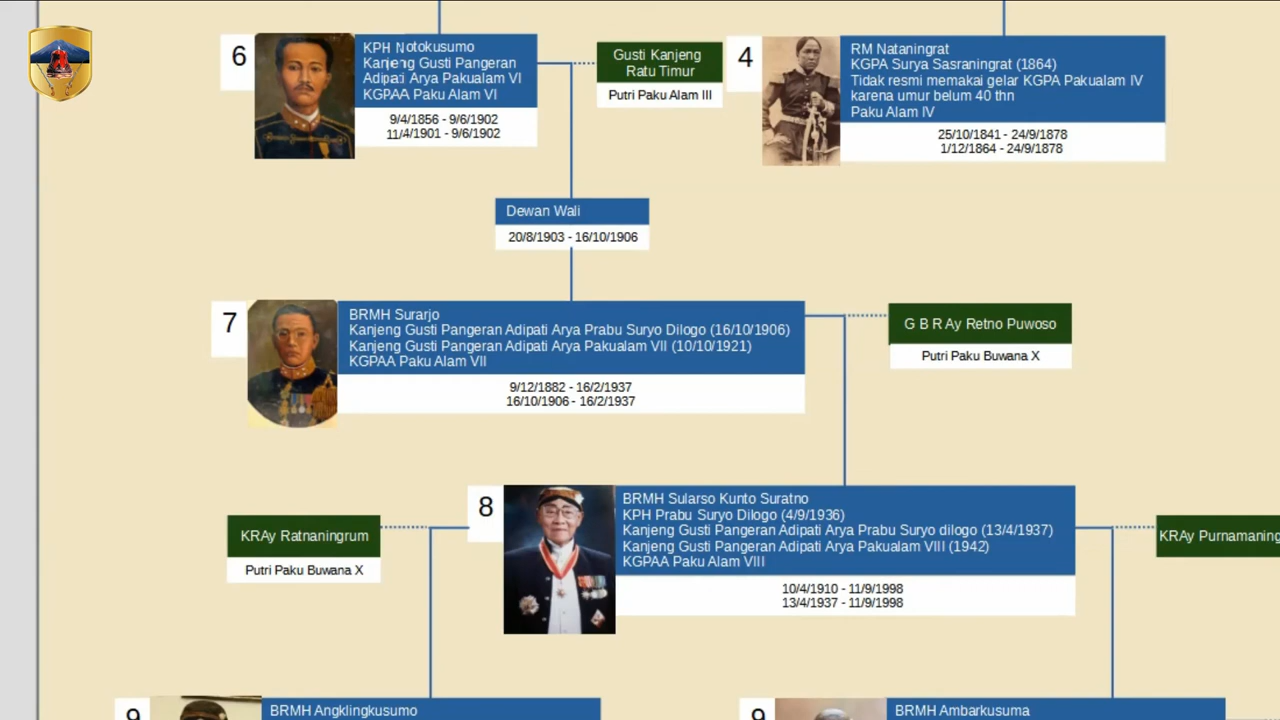 6
KPH Notokusumo
Kanjeng Gusti Pangeran
Adipati Arya Pakualam VI
KGPAA Paku Alam VI
9/4/1856 - 9/6/1902
11/4/1901 - 9/6/1902
Gusti Kanjeng
Ratu Timur
Putri Paku Alam III
4
RM Nataningrat
KGPA Surya Sasraningrat (1864)
Tidak resmi memakai gelar KGPA Pakualam IV
karena umur belum 40 thn
Paku Alam IV
25/10/1841 - 24/9/1878
1/12/1864 - 24/9/1878
Dewan Wali
20/8/1903 - 16/10/1906
7
BRMH Surarjo
Kanjeng Gusti Pangeran Adipati Arya Prabu Suryo Dilogo (16/10/1906)
Kanjeng Gusti Pangeran Adipati Arya Pakualam VII (10/10/1921)
KGPAA Paku Alam VII
9/12/1882 - 16/2/1937
16/10/1906 - 16/2/1937
G B R Ay Retno Puwoso
Putri Paku Buwana X
8
BRMH Sularso Kunto Suratno
KPH Prabu Suryo Dilogo (4/9/1936)
Kanjeng Gusti Pangeran Adipati Arya Prabu Suryo dilogo (13/4/1937)
Kanjeng Gusti Pangeran Adipati Arya Pakualam VIII (1942)
KGPAA Paku Alam VIII
10/4/1910 - 11/9/1998
13/4/1937 - 11/9/1998
KRAy Ratnaningrum
Putri Paku Buwana X
KRAy Purnamaning
9
BRMH Angklingkusumo
9
BRMH Ambarkusuma